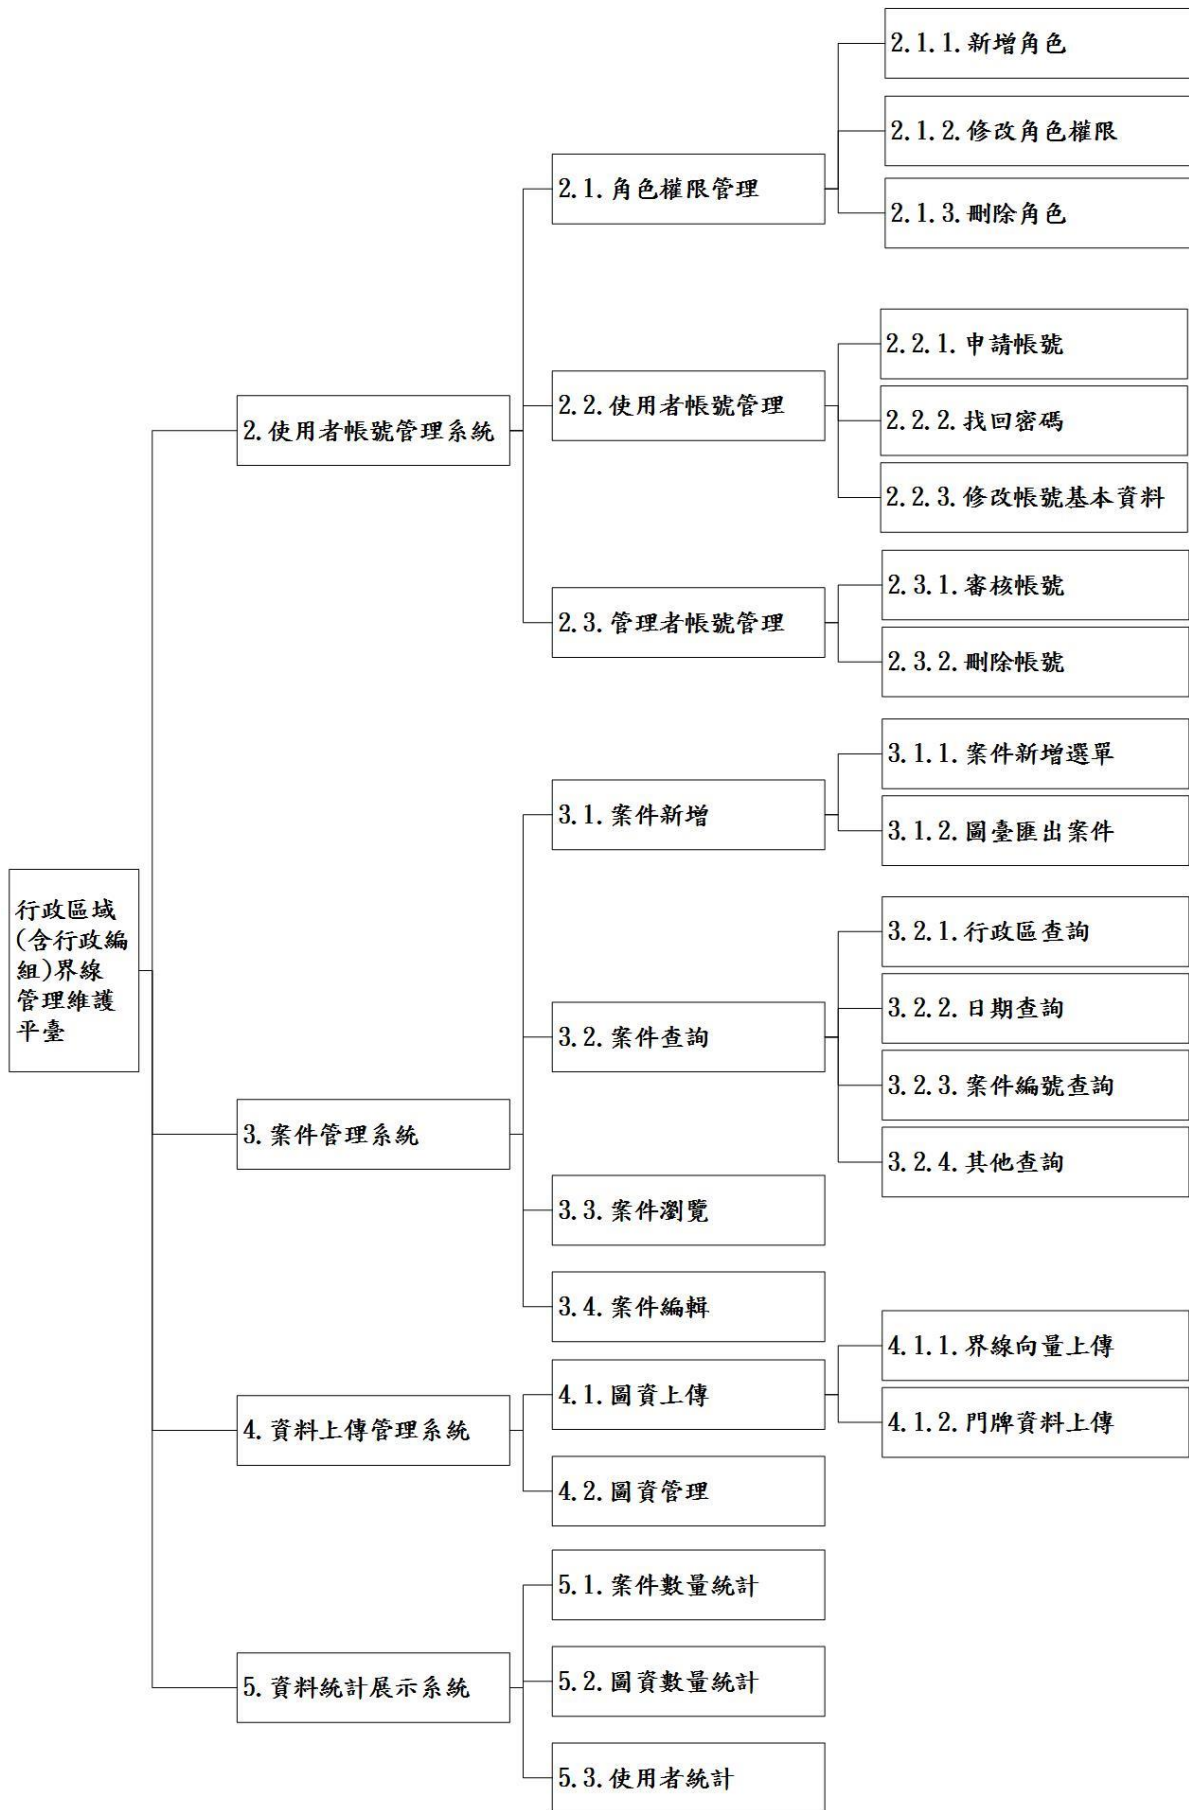 行政區域
(含行政編
組)界線
管理維護
平臺
2.使用者帳號管理系統
2.1.角色權限管理
2.1.1.新增角色
2.1.2.修改角色權限
2.1.3.刪除角色
2.2.使用者帳號管理
2.2.1.申請帳號
2.2.2.找回密碼
2.2.3.修改帳號基本資料
2.3.管理者帳號管理
2.3.1.審核帳號
2.3.2.刪除帳號
3.案件管理系統
3.1.案件新增
3.1.1.案件新增選單
3.1.2.圖臺匯出案件
3.2.案件查詢
3.2.1.行政區查詢
3.2.2.日期查詢
3.2.3.案件編號查詢
3.2.4.其他查詢
3.3.案件瀏覽
3.4.案件編輯
4.資料上傳管理系統
4.1.圖資上傳
4.1.1.界線向量上傳
4.1.2.門牌資料上傳
4.2.圖資管理
5.資料統計展示系統
5.1.案件數量統計
5.2.圖資數量統計
5.3.使用者統計